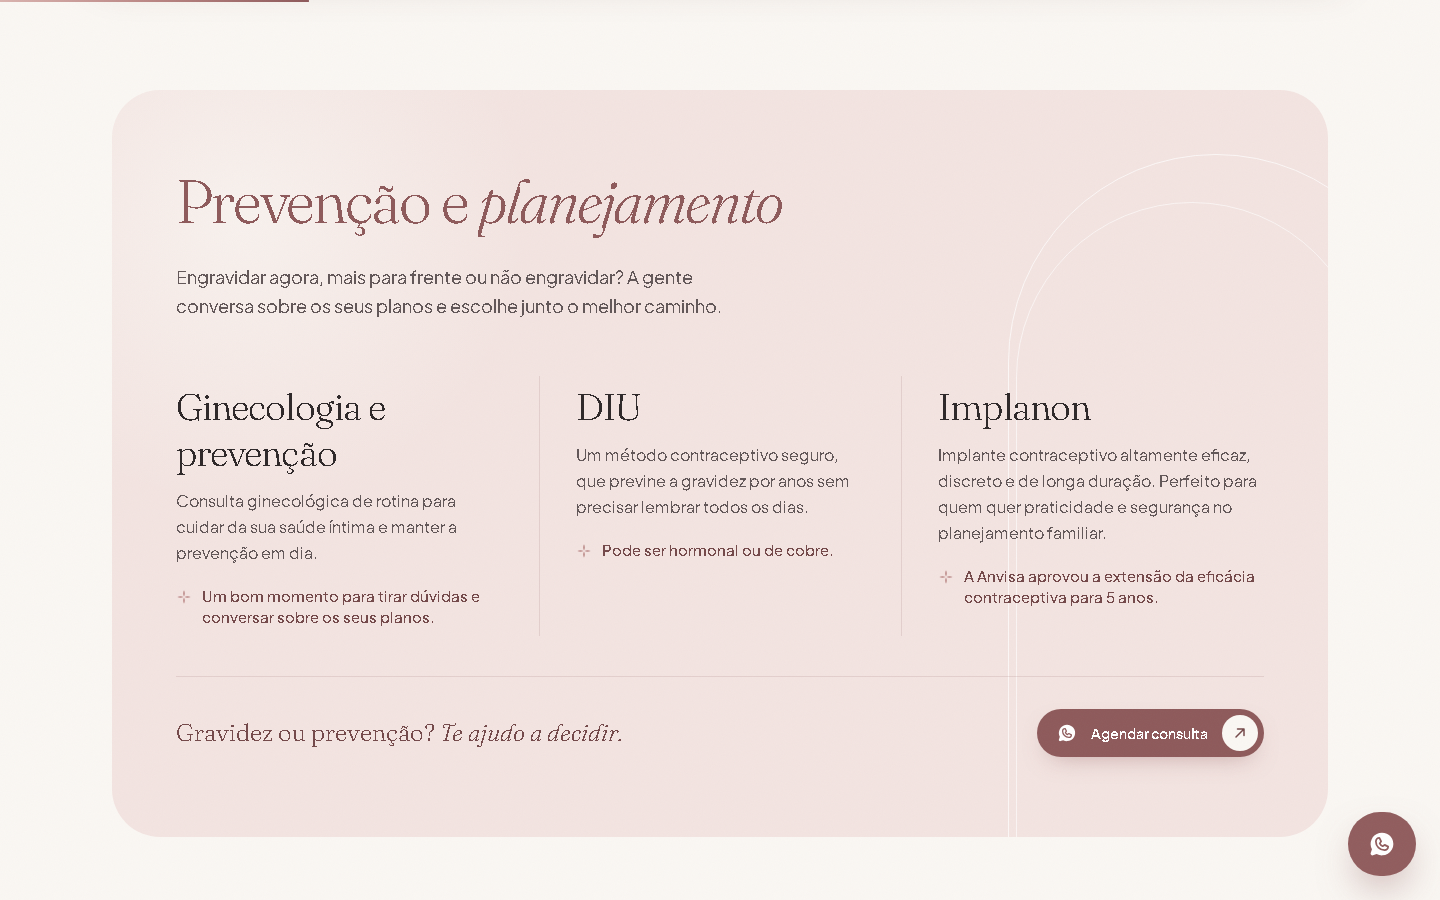 Prevenção e planejamento
Engravidar agora, mais para frente ou não engravidar? A gente
conversa sobre os seus planos e escolhe junto o melhor caminho.
Ginecologia e
prevenção
Consulta ginecológica de rotina para
cuidar da sua saúde íntima e manter a
prevenção em dia.
Um bom momento para tirar dúvidas e
conversar sobre os seus planos.
DIU
Um método contraceptivo seguro,
que previne a gravidez por anos sem
precisar lembrar todos os dias.
Pode ser hormonal ou de cobre.
Implanon
Implante contraceptivo altamente eficaz,
discreto e de longa duração. Perfeito para
quem quer praticidade e segurança no
planejamento familiar.
A Anvisa aprovou a extensão da eficácia
contraceptiva para 5 anos.
Gravidez ou prevenção? Te ajudo a decidir.
Agendar consulta